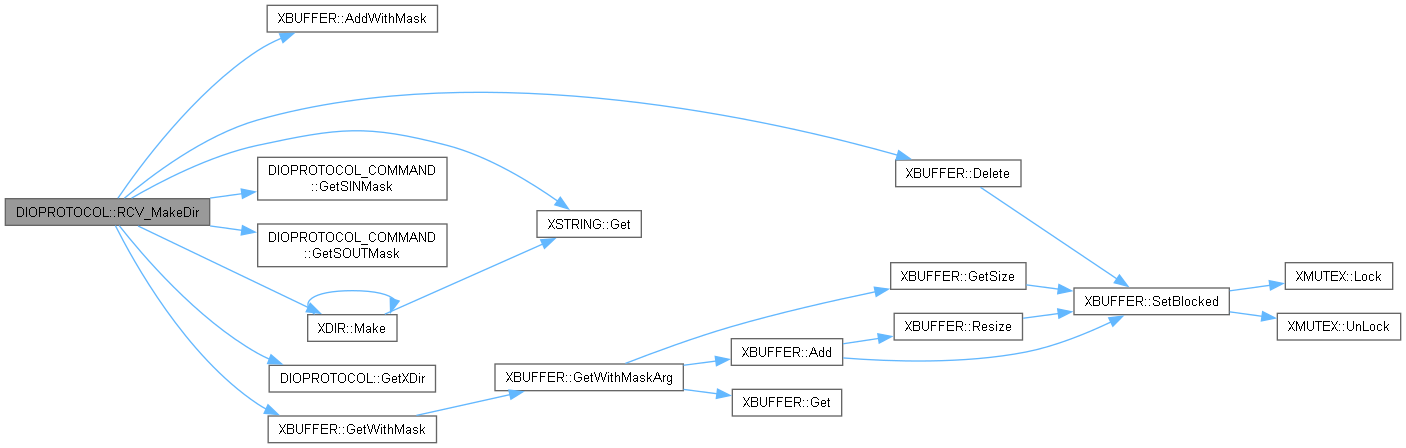 XBUFFER::AddWithMask
DIOPROTOCOL::RCV_MakeDir
DIOPROTOCOL_COMMAND
::GetSINMask
DIOPROTOCOL_COMMAND
::GetSOUTMask
XDIR::Make
DIOPROTOCOL::GetXDir
XBUFFER::GetWithMask
XSTRING::Get
XBUFFER::GetWithMaskArg
XBUFFER::Add
XBUFFER::Get
XBUFFER::Delete
XBUFFER::GetSize
XBUFFER::Resize
XBUFFER::SetBlocked
XMUTEX::Lock
XMUTEX::UnLock